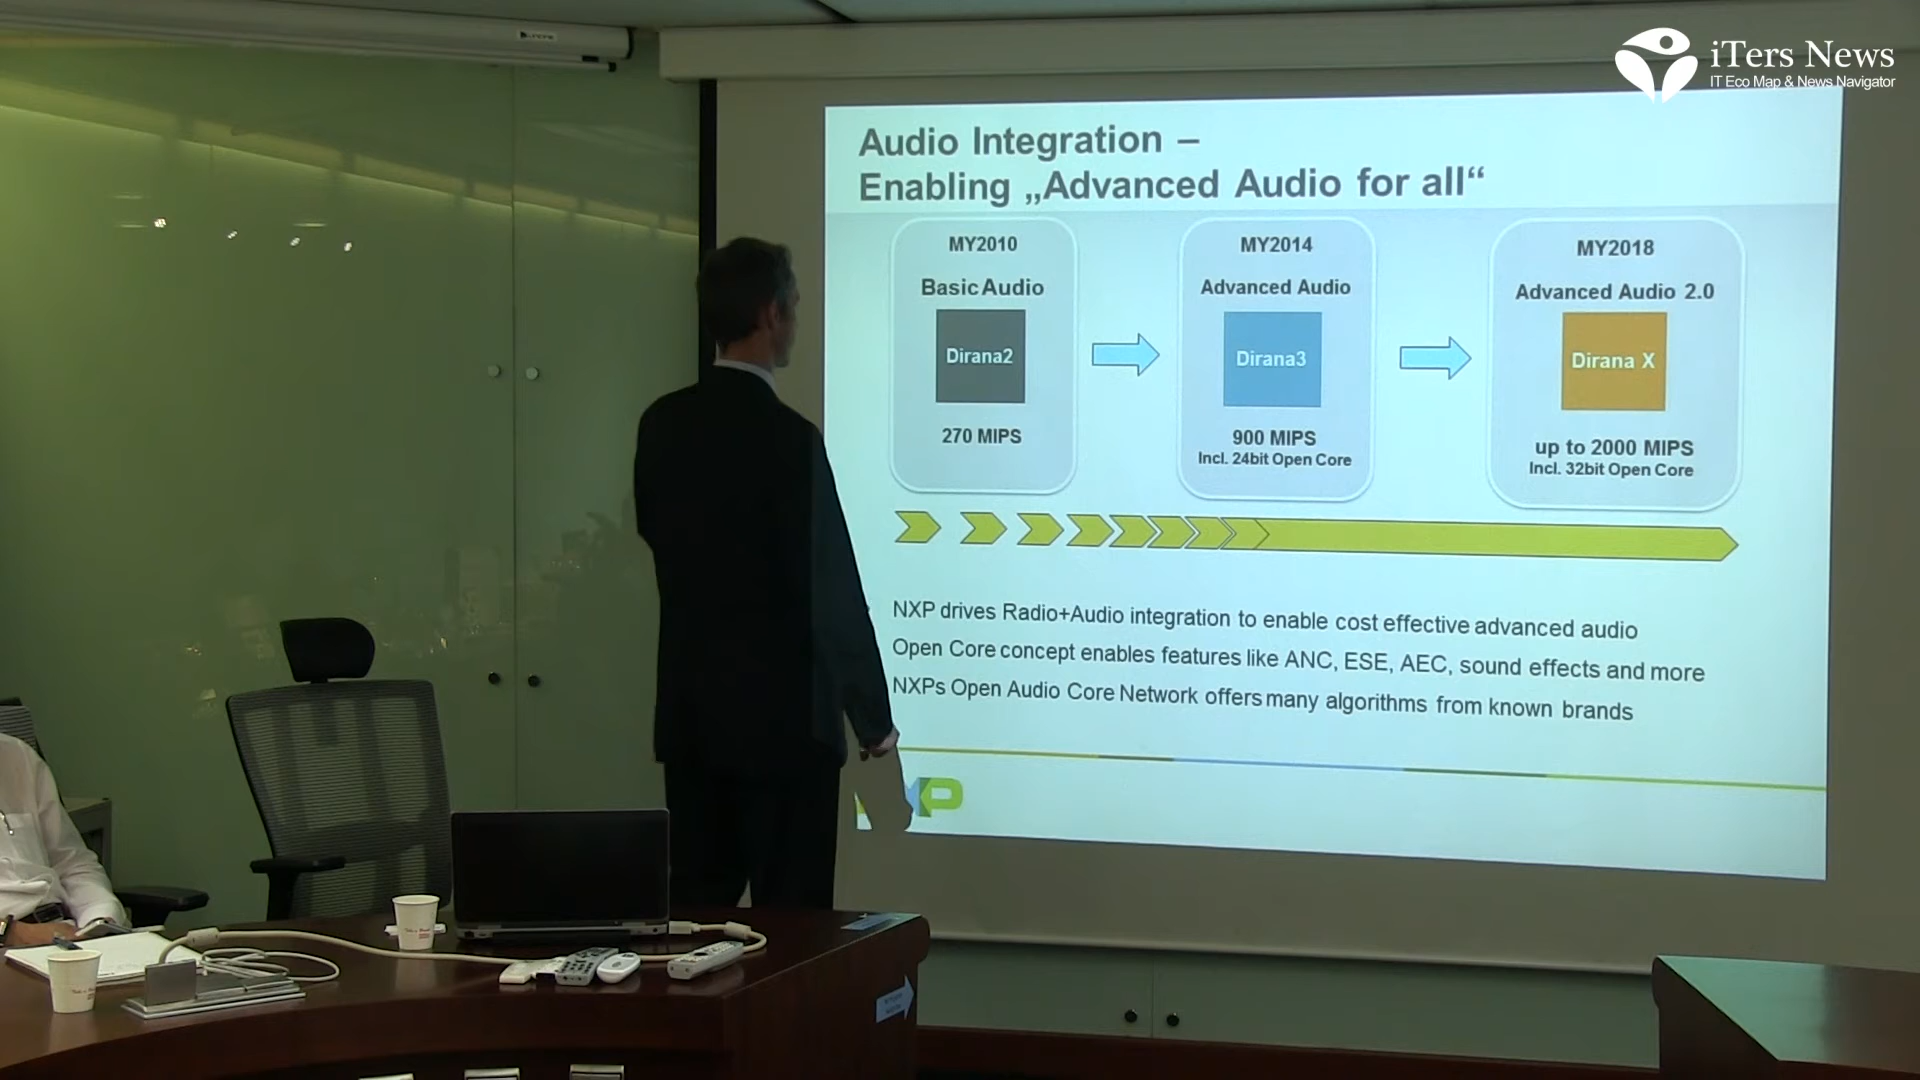 iTers News
IT Eco Map & News Navigator
Audio Integration –
Enabling „Advanced Audio for all“
MY2010
Basic Audio
Dirana2
270 MIPS
MY2014
Advanced Audio
Dirana3
900 MIPS
Incl. 24bit Open Core
MY2018
Advanced Audio 2.0
Dirana X
up to 2000 MIPS
Incl. 32bit Open Core
NXP drives Radio+Audio integration to enable cost effective advanced audio
Open Core concept enables features like ANC, ESE, AEC, sound effects and more
NXPs Open Audio Core Network offers many algorithms from known brands